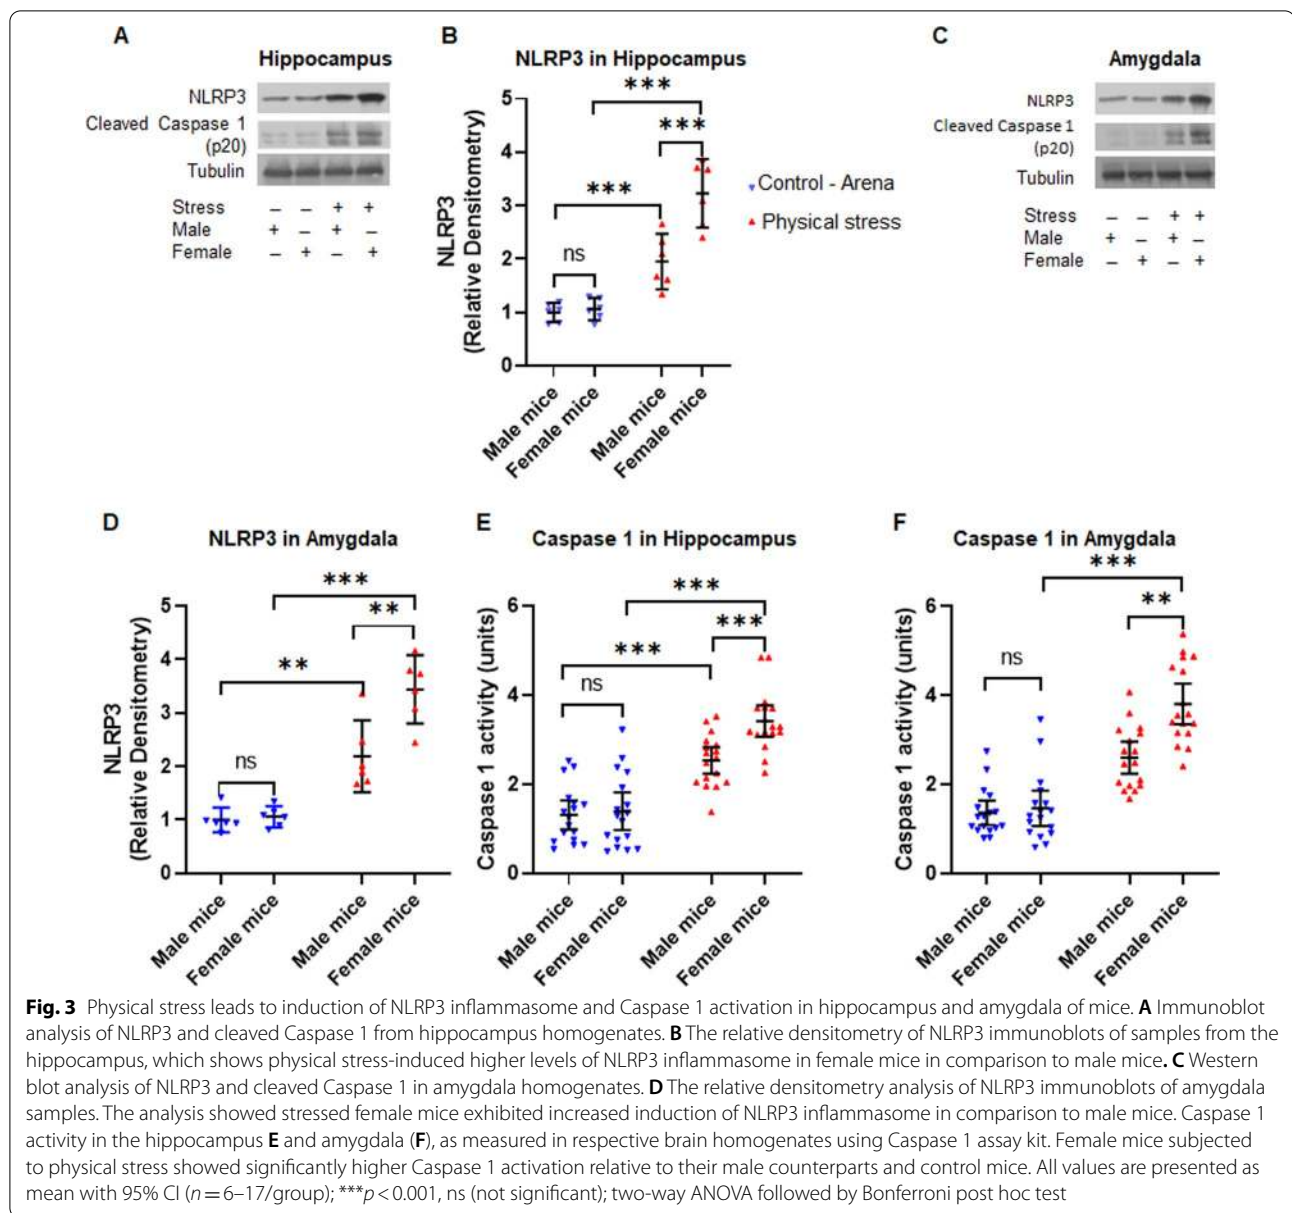 A
Hippocampus
NLRP3
Cleaved Caspase 1
(p20)
Tubulin
Stress – – + +
Male + – + –
Female – + – +
B
NLRP3 in Hippocampus
NLRP3
(Relative Densitometry)
5
4
3
2
1
0
***
***
***
ns
Male mice
Female mice
Male mice
Female mice
Control - Arena
Physical stress
C
Amygdala
NLRP3
Cleaved Caspase 1
(p20)
Tubulin
Stress – – + +
Male + – + –
Female – + – +
D
NLRP3 in Amygdala
NLRP3
(Relative Densitometry)
5
4
3
2
1
0
***
**
**
ns
Male mice
Female mice
Male mice
Female mice
E
Caspase 1 in Hippocampus
Caspase 1 activity (units)
6
4
2
0
***
***
***
ns
Male mice
Female mice
Male mice
Female mice
F
Caspase 1 in Amygdala
Caspase 1 activity (units)
6
4
2
0
***
**
ns
Male mice
Female mice
Male mice
Female mice
Fig. 3 Physical stress leads to induction of NLRP3 inflammasome and Caspase 1 activation in hippocampus and amygdala of mice. A Immunoblot
analysis of NLRP3 and cleaved Caspase 1 from hippocampus homogenates. B The relative densitometry of NLRP3 immunoblots of samples from the
hippocampus, which shows physical stress-induced higher levels of NLRP3 inflammasome in female mice in comparison to male mice. C Western
blot analysis of NLRP3 and cleaved Caspase 1 in amygdala homogenates. D The relative densitometry analysis of NLRP3 immunoblots of amygdala
samples. The analysis showed stressed female mice exhibited increased induction of NLRP3 inflammasome in comparison to male mice. Caspase 1
activity in the hippocampus E and amygdala (F), as measured in respective brain homogenates using Caspase 1 assay kit. Female mice subjected
to physical stress showed significantly higher Caspase 1 activation relative to their male counterparts and control mice. All values are presented as
mean with 95% CI (n = 6–17/group); ***p < 0.001, ns (not significant); two-way ANOVA followed by Bonferroni post hoc test